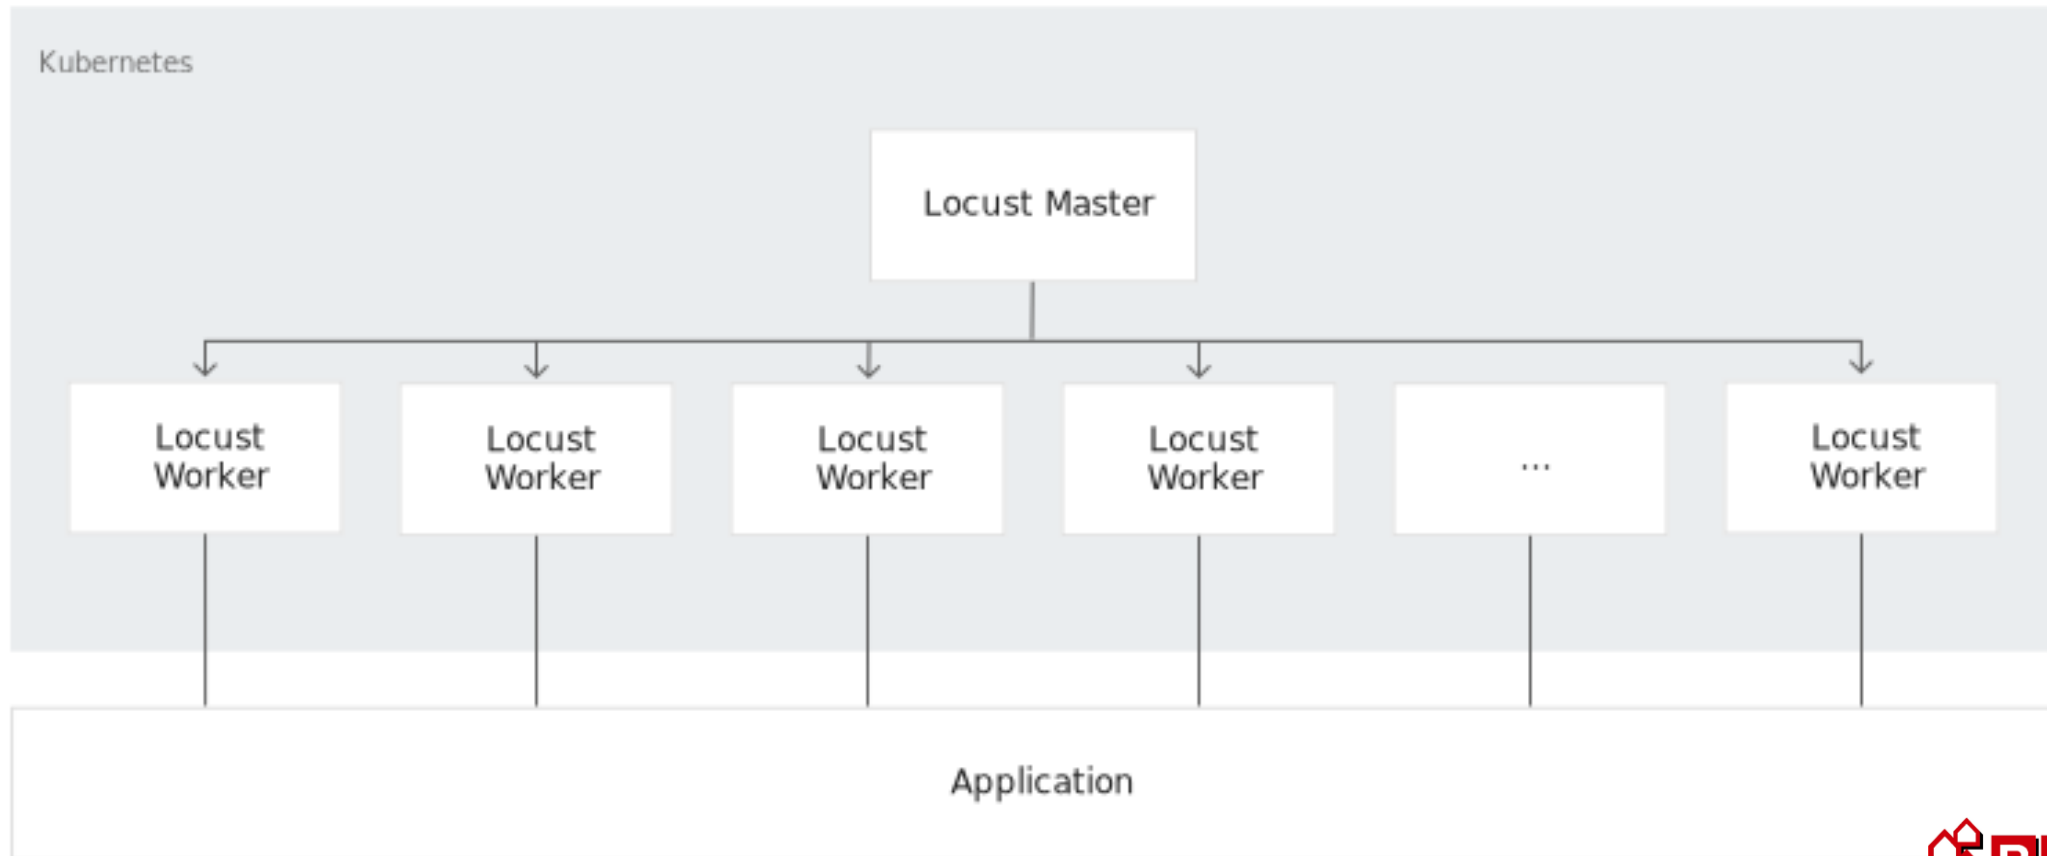 Kubernetes
Locust Master
Locust
Worker
Locust
Worker
Locust
Worker
Locust
Worker
...
Locust
Worker
Application